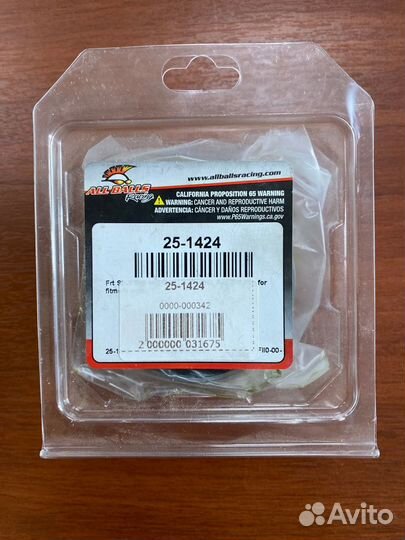 www.allballsracing.com
ALL BALLS
Racing
CALIFORNIA PROPOSITION 65 WARNING
WARNING: CANCER AND REPRODUCTIVE HARM
ADVERTENCIA: CÁNCER Y DAÑOS REPRODUCTIVOS
www.P65Warnings.ca.gov
25-1424
for
25-1424
0000-000342
2 000000 031675
Avito